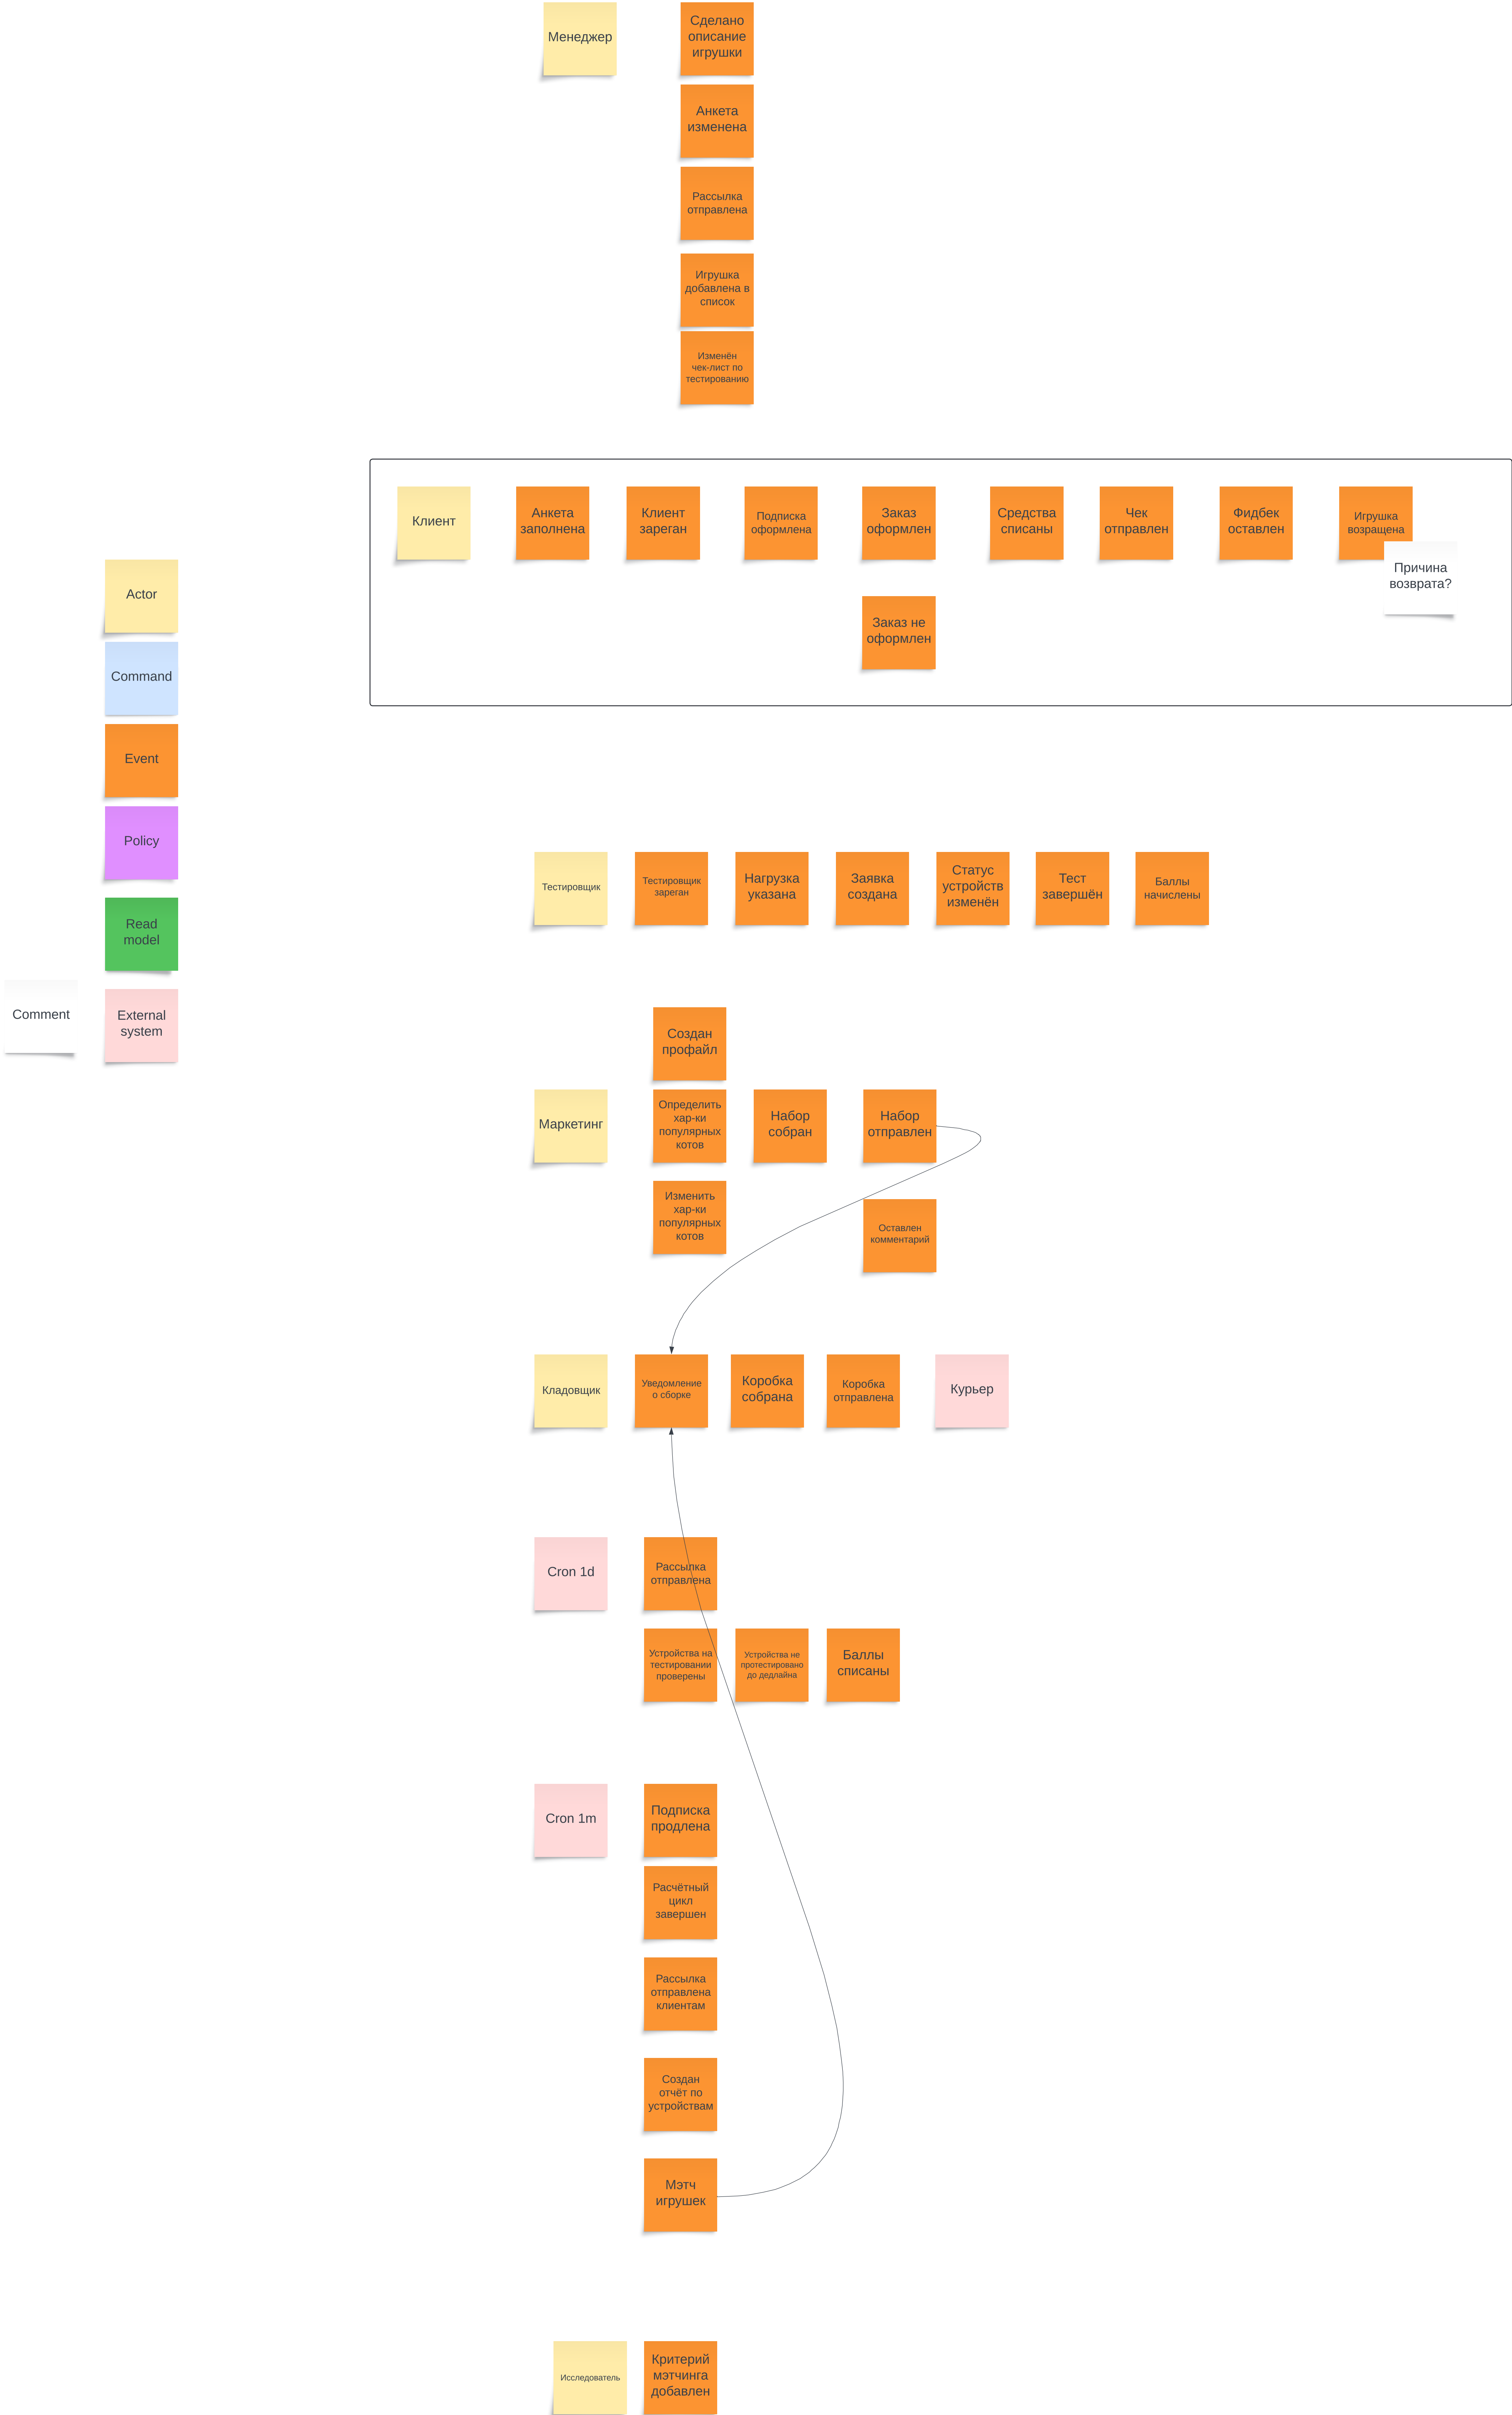 Менеджер
Сделано
описание
игрушки
Анкета
изменена
Рассылка
отправлена
Игрушка
добавлена в
список
Изменён
чек-лист по
тестированию
Клиент
Анкета
заполнена
Клиент
зареган
Подписка
оформлена
Заказ
оформлен
Средства
списаны
Чек
отправлен
Фидбек
оставлен
Игрушка
возращена
Причина
возврата?
Заказ не
оформлен
Actor
Command
Event
Policy
Read
model
Comment
External
system
Тестировщик
Тестировщик
зареган
Нагрузка
указана
Заявка
создана
Статус
устройств
изменён
Тест
завершён
Баллы
начислены
Создан
профайл
Маркетинг
Определить
хар-ки
популярных
котов
Набор
собран
Набор
отправлен
Изменить
хар-ки
популярных
котов
Оставлен
комментарий
Кладовщик
Уведомление
о сборке
Коробка
собрана
Коробка
отправлена
Курьер
Cron 1d
Рассылка
отправлена
Устройства на
тестировании
проверены
Устройства не
протестировано
до дедлайна
Баллы
списаны
Cron 1m
Подписка
продлена
Расчётный
цикл
завершен
Рассылка
отправлена
клиентам
Создан
отчёт по
устройствам
Мэтч
игрушек
Исследователь
Критерий
мэтчинга
добавлен